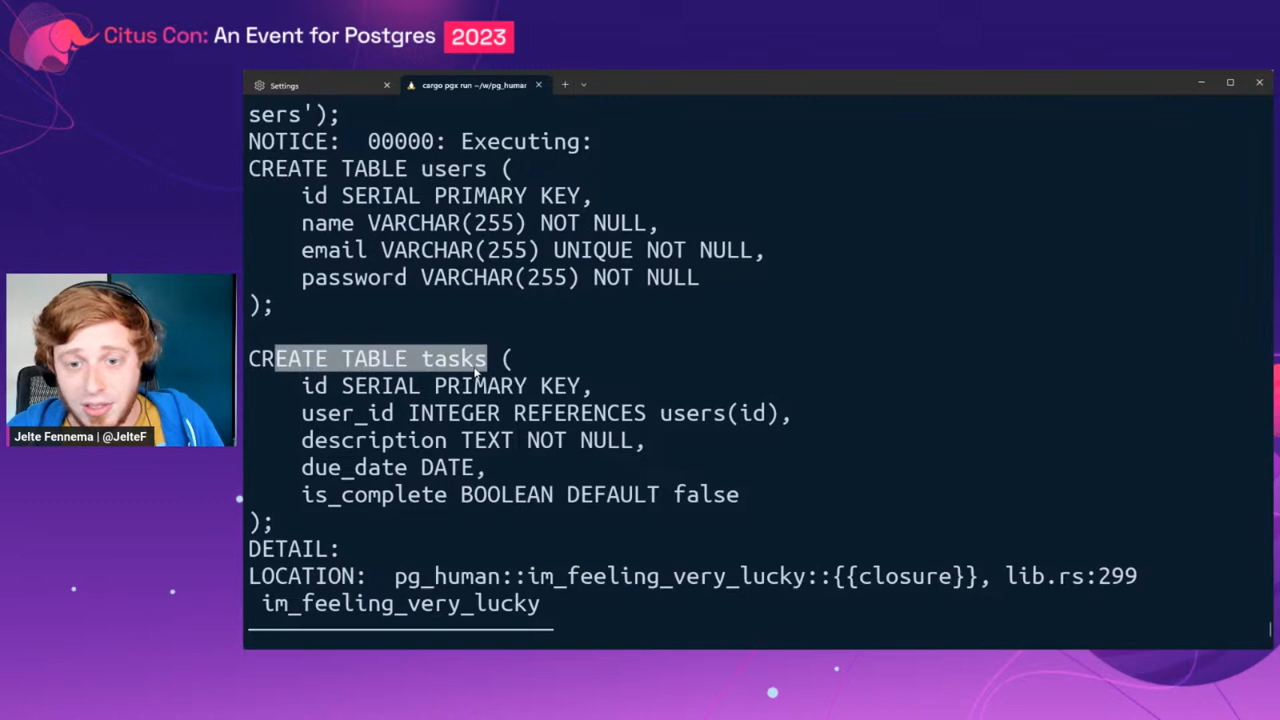 Citus Con: An Event for Postgres 2023
Settings
cargo pgx run ~/w/pg_humar
sers');
NOTICE:  00000: Executing:
CREATE TABLE users (
    id SERIAL PRIMARY KEY,
    name VARCHAR(255) NOT NULL,
    email VARCHAR(255) UNIQUE NOT NULL,
    password VARCHAR(255) NOT NULL
);
CREATE TABLE tasks (
    id SERIAL PRIMARY KEY,
    user_id INTEGER REFERENCES users(id),
    description TEXT NOT NULL,
    due_date DATE,
    is_complete BOOLEAN DEFAULT false
);
DETAIL:
LOCATION:  pg_human::im_feeling_very_lucky::{{closure}}, lib.rs:299
 im_feeling_very_lucky
Jelte Fennema | @JelteF